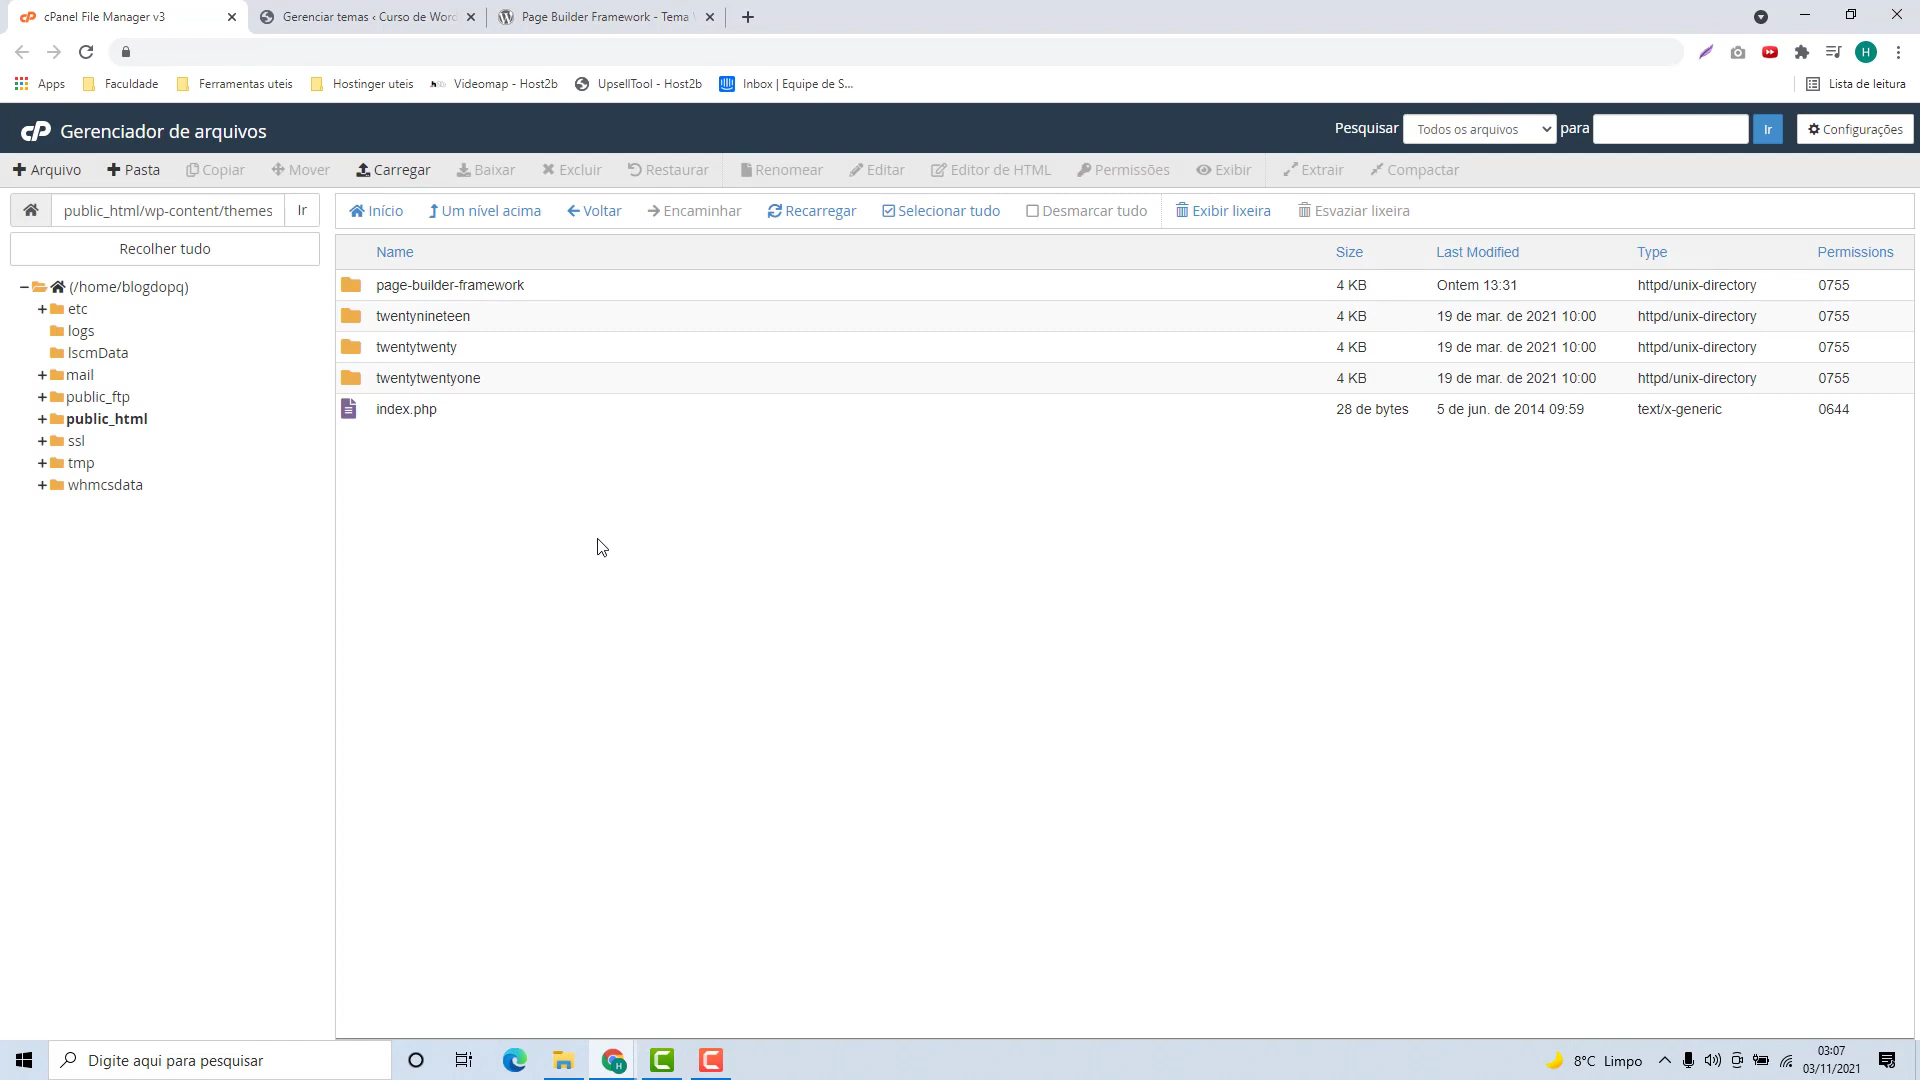 cPanel File Manager v3
Gerenciar temas ‹ Curso de Word
Page Builder Framework - Tema
Apps
Faculdade
Ferramentas uteis
Hostinger uteis
Videomap - Host2b
UpsellTool - Host2b
Inbox | Equipe de S...
Lista de leitura
cP Gerenciador de arquivos
Pesquisar
Todos os arquivos
para
Ir
Configurações
Arquivo
Pasta
Copiar
Mover
Carregar
Baixar
Excluir
Restaurar
Renomear
Editar
Editor de HTML
Permissões
Exibir
Extrair
Compactar
public_html/wp-content/themes
Ir
Início
Um nível acima
Voltar
Encaminhar
Recarregar
Selecionar tudo
Desmarcar tudo
Exibir lixeira
Esvaziar lixeira
Recolher tudo
(/home/blogdopq)
etc
logs
lscmData
mail
public_ftp
public_html
ssl
tmp
whmcsdata
Name Size Last Modified Type Permissions
page-builder-framework 4 KB Ontem 13:31 httpd/unix-directory 0755
twentynineteen 4 KB 19 de mar. de 2021 10:00 httpd/unix-directory 0755
twentytwenty 4 KB 19 de mar. de 2021 10:00 httpd/unix-directory 0755
twentytwentyone 4 KB 19 de mar. de 2021 10:00 httpd/unix-directory 0755
index.php 28 de bytes 5 de jun. de 2014 09:59 text/x-generic 0644
Digite aqui para pesquisar
8°C Limpo
03:07
03/11/2021